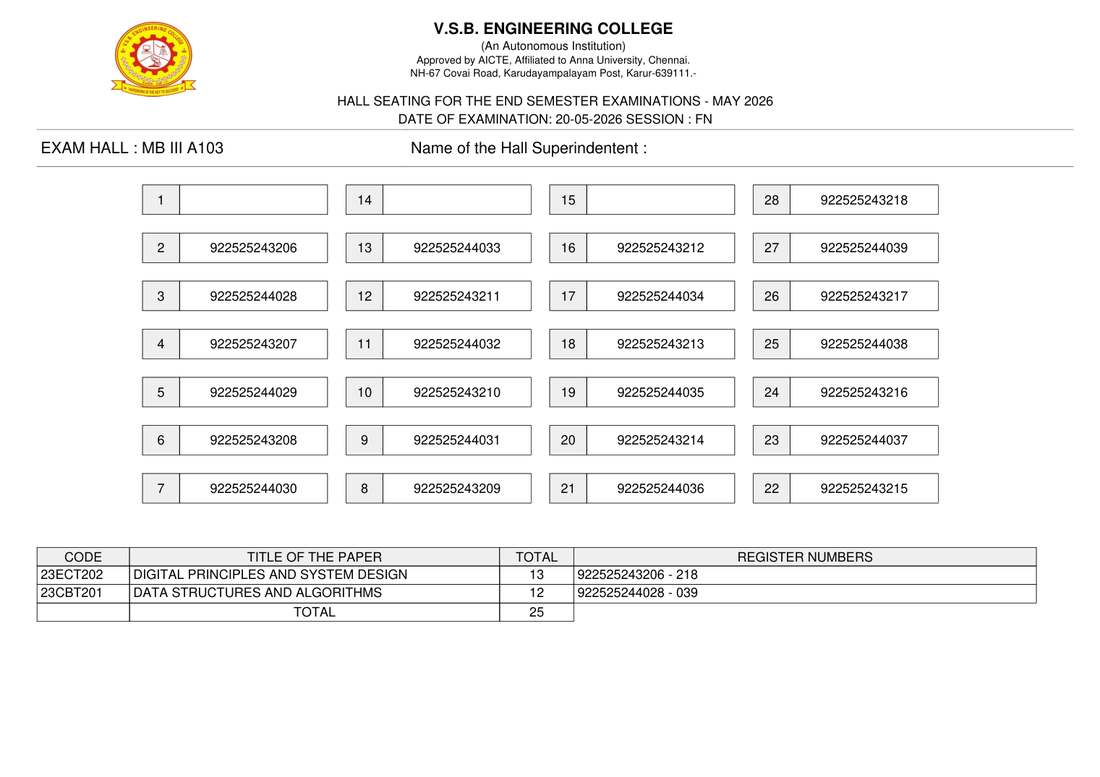 V.S.B. ENGINEERING COLLEGE
(An Autonomous Institution)
Approved by AICTE, Affiliated to Anna University, Chennai.
NH-67 Covai Road, Karudayampalayam Post, Karur-639111.-
HALL SEATING FOR THE END SEMESTER EXAMINATIONS - MAY 2026
DATE OF EXAMINATION: 20-05-2026 SESSION : FN
EXAM HALL : MB III A103 Name of the Hall Superindentent :
1 14 15 28 922525243218
2 922525243206 13 922525244033 16 922525243212 27 922525244039
3 922525244028 12 922525243211 17 922525244034 26 922525243217
4 922525243207 11 922525244032 18 922525243213 25 922525244038
5 922525244029 10 922525243210 19 922525244035 24 922525243216
6 922525243208 9 922525244031 20 922525243214 23 922525244037
7 922525244030 8 922525243209 21 922525244036 22 922525243215
CODE TITLE OF THE PAPER TOTAL REGISTER NUMBERS
23ECT202 DIGITAL PRINCIPLES AND SYSTEM DESIGN 13 922525243206 - 218
23CBT201 DATA STRUCTURES AND ALGORITHMS 12 922525244028 - 039
TOTAL 25